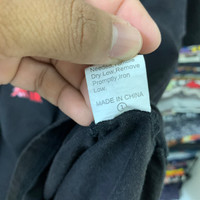 Dry Low, Remove
Promptly Iron
Low.
MADE IN CHINA